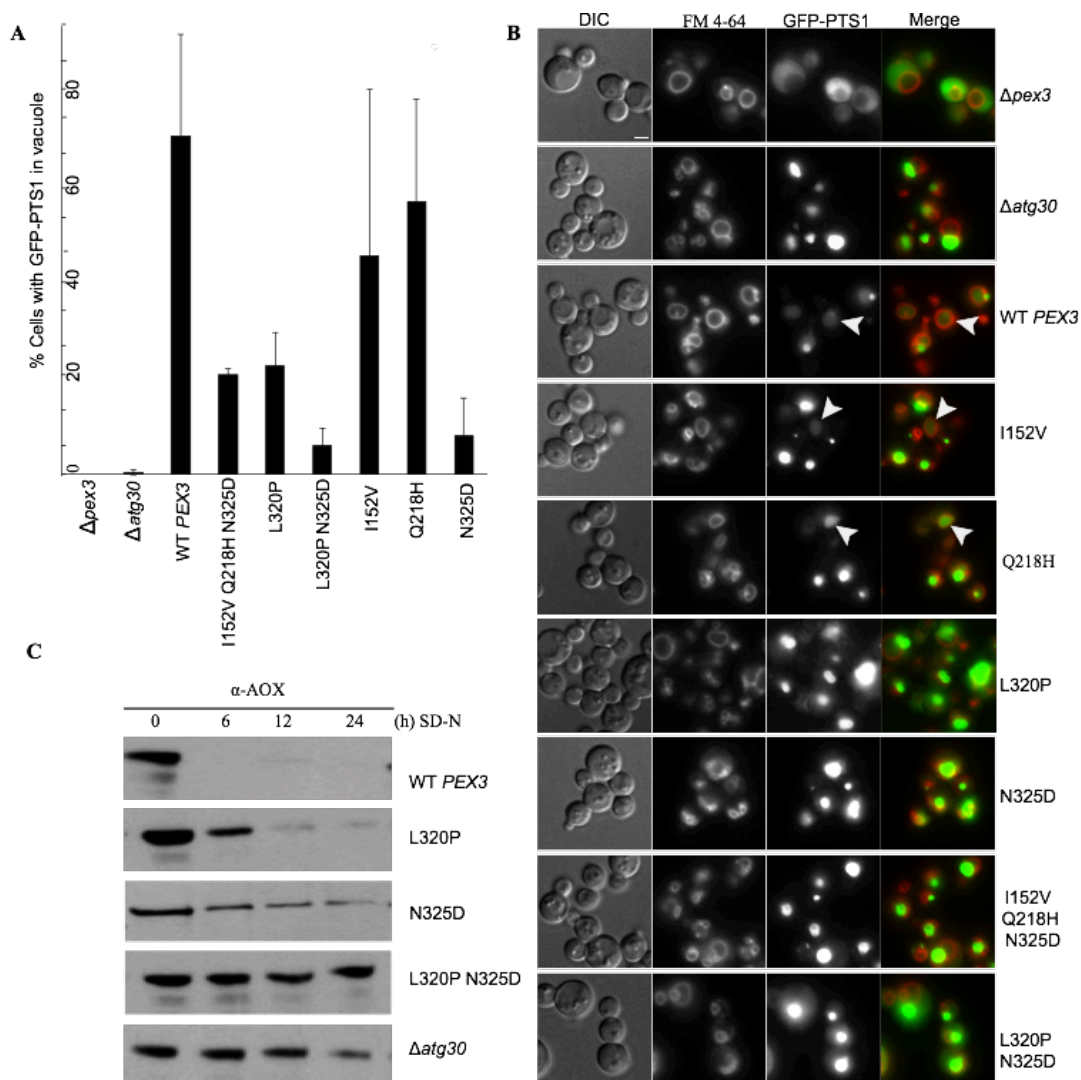 A
% Cells with GFP-PTS1 in vacuole
80
60
40
20
0
Δpex3
Δatg30
WT PEX3
I152V Q218H N325D
L320P
L320P N325D
I152V
Q218H
N325D
B
DIC FM 4-64 GFP-PTS1 Merge
Δpex3
Δatg30
WT PEX3
I152V
Q218H
L320P
N325D
I152V
Q218H
N325D
L320P
N325D
C
α-AOX
0 6 12 24 (h) SD-N
WT PEX3
L320P
N325D
L320P N325D
Δatg30